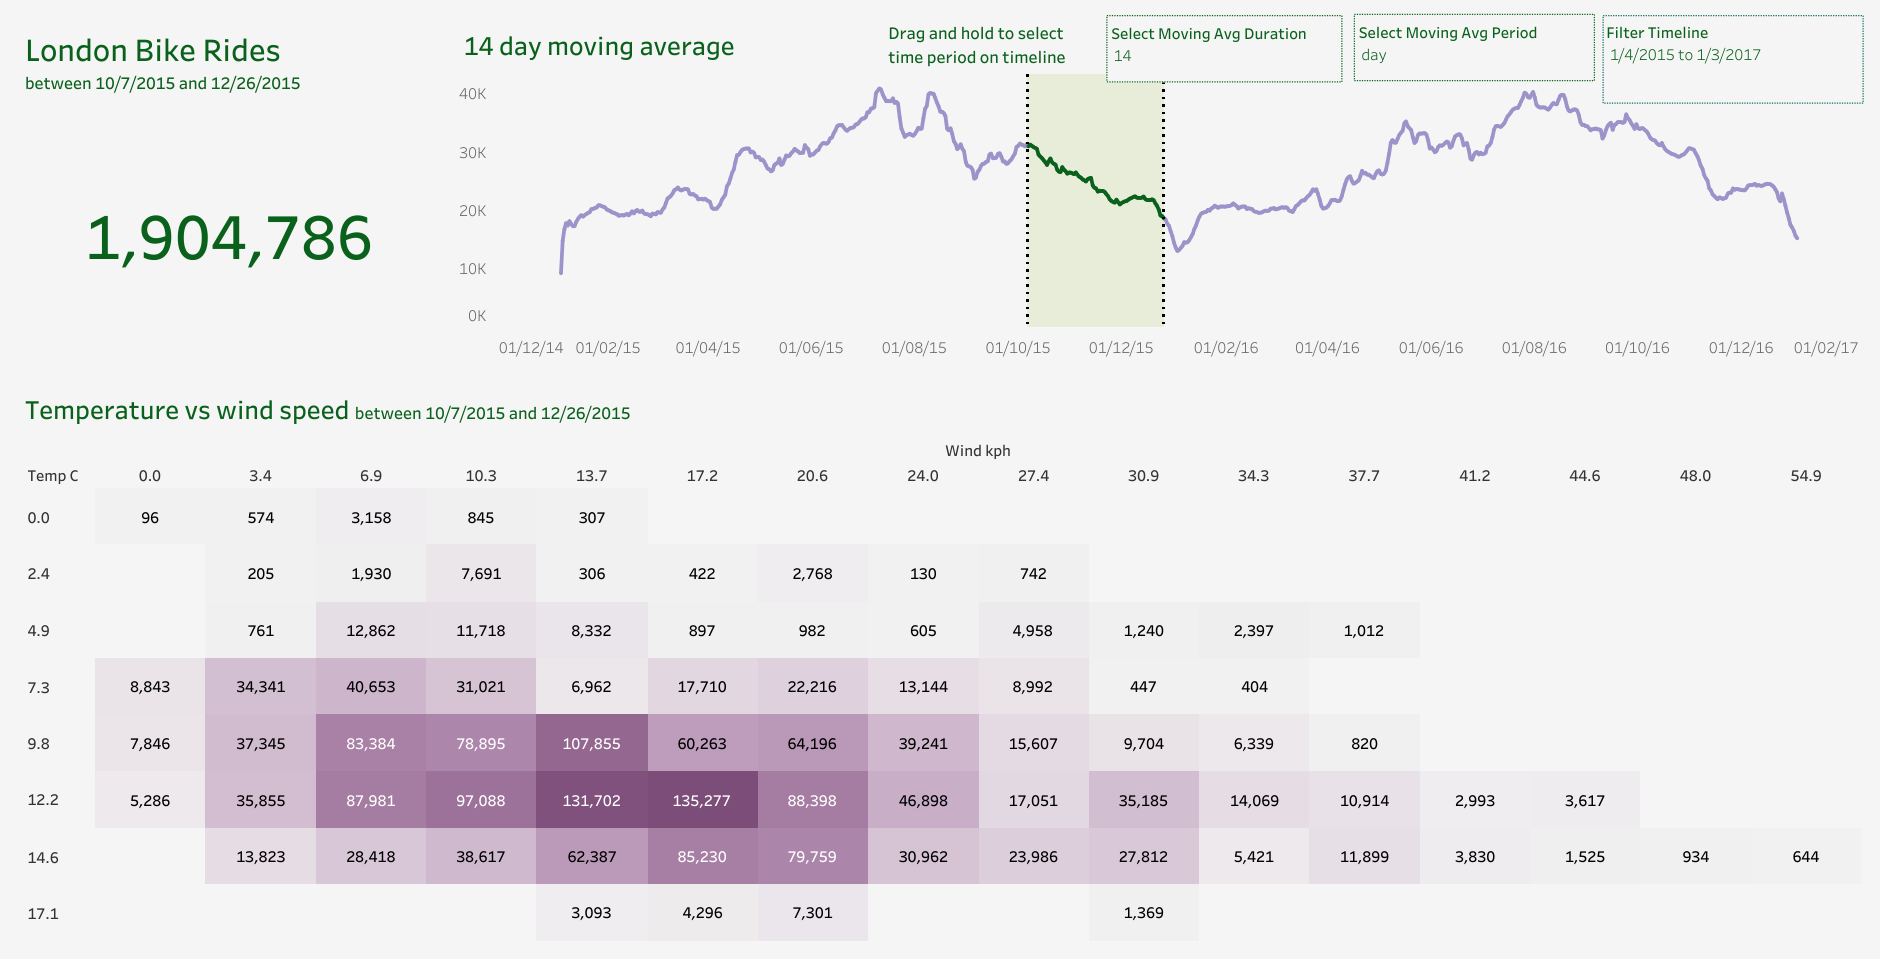 London Bike Rides
between 10/7/2015 and 12/26/2015
1,904,786
14 day moving average
Drag and hold to select
time period on timeline
Select Moving Avg Duration
14
Select Moving Avg Period
day
Filter Timeline
1/4/2015 to 1/3/2017
40K
30K
20K
10K
0K
01/12/14 01/02/15 01/04/15 01/06/15 01/08/15 01/10/15 01/12/15 01/02/16 01/04/16 01/06/16 01/08/16 01/10/16 01/12/16 01/02/17
Temperature vs wind speed between 10/7/2015 and 12/26/2015
Wind kph
Temp C 0.0 3.4 6.9 10.3 13.7 17.2 20.6 24.0 27.4 30.9 34.3 37.7 41.2 44.6 48.0 54.9
0.0 96 574 3,158 845 307
2.4 205 1,930 7,691 306 422 2,768 130 742
4.9 761 12,862 11,718 8,332 897 982 605 4,958 1,240 2,397 1,012
7.3 8,843 34,341 40,653 31,021 6,962 17,710 22,216 13,144 8,992 447 404
9.8 7,846 37,345 83,384 78,895 107,855 60,263 64,196 39,241 15,607 9,704 6,339 820
12.2 5,286 35,855 87,981 97,088 131,702 135,277 88,398 46,898 17,051 35,185 14,069 10,914 2,993 3,617
14.6 13,823 28,418 38,617 62,387 85,230 79,759 30,962 23,986 27,812 5,421 11,899 3,830 1,525 934 644
17.1 3,093 4,296 7,301 1,369